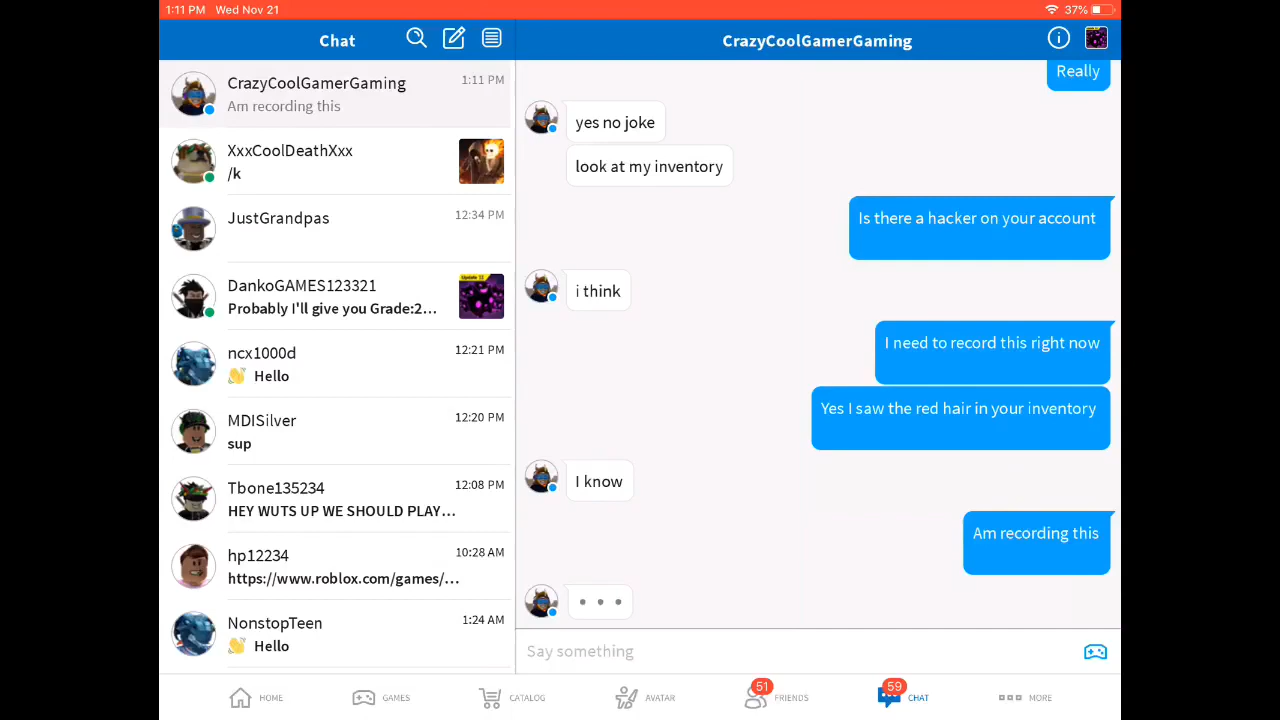 1:11 PM Wed Nov 21
37%
Chat
CrazyCoolGamerGaming
CrazyCoolGamerGaming 1:11 PM
Am recording this
XxxCoolDeathXxx
/k
JustGrandpas 12:34 PM
DankoGAMES123321
Probably I'll give you Grade:2...
ncx1000d 12:21 PM
👋 Hello
MDISilver 12:20 PM
sup
Tbone135234 12:08 PM
HEY WUTS UP WE SHOULD PLAY...
hp12234 10:28 AM
https://www.roblox.com/games/...
NonstopTeen 1:24 AM
👋 Hello
Really
yes no joke
look at my inventory
Is there a hacker on your account
i think
I need to record this right now
Yes I saw the red hair in your inventory
I know
Am recording this
• • •
Say something
HOME
GAMES
CATALOG
AVATAR
51 FRIENDS
59 CHAT
MORE